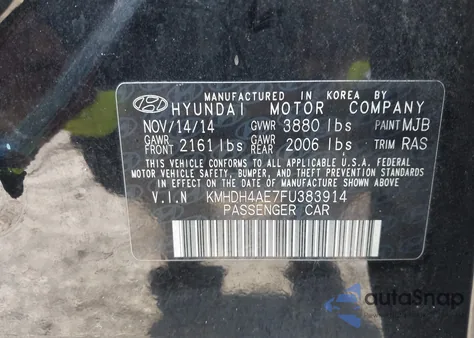 MANUFACTURED IN KOREA BY
HYUNDAI MOTOR COMPANY
NOV/14/14 GVWR 3880 lbs PAINT MJB
GAWR FRONT 2161 lbs GAWR REAR 2006 lbs TRIM RAS
THIS VEHICLE CONFORMS TO ALL APPLICABLE U.S.A. FEDERAL
MOTOR VEHICLE SAFETY, BUMPER, AND THEFT PREVENTION STANDARDS
IN EFFECT ON THE DATE OF MANUFACTURE SHOWN ABOVE.
V.I.N KMHDH4AE7FU383914
PASSENGER CAR
autoSnap